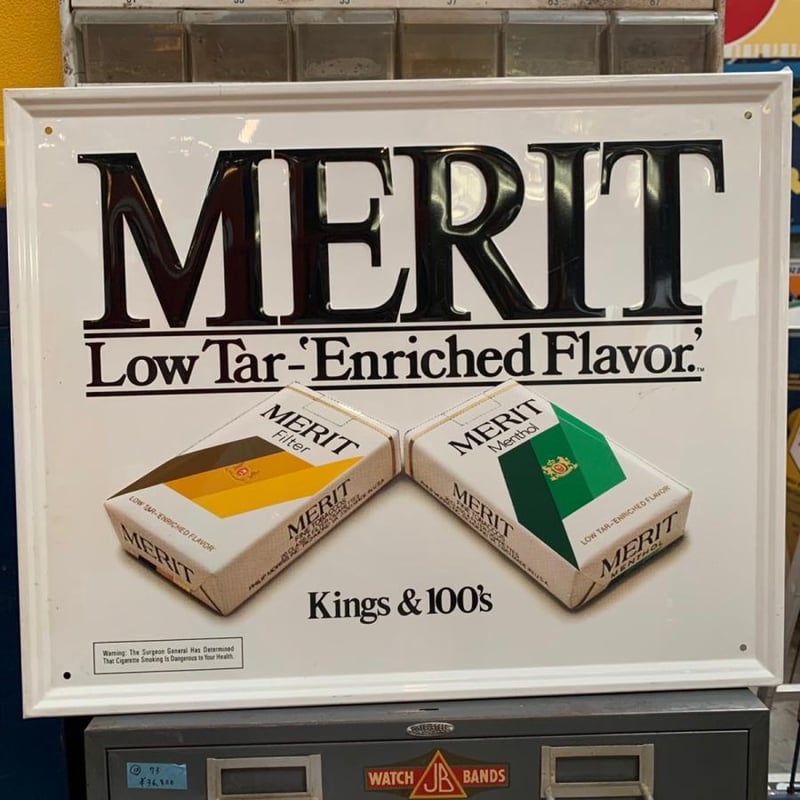 MERIT
Low Tar-'Enriched Flavor.'™
MERIT
Filter
LOW TAR-'ENRICHED FLAVOR'
MERIT
MERIT
MERIT
Menthol
LOW TAR-'ENRICHED FLAVOR'
MERIT
MERIT
MENTHOL
Kings & 100's
Warning: The Surgeon General Has Determined
That Cigarette Smoking Is Dangerous to Your Health.
WATCH JB BANDS